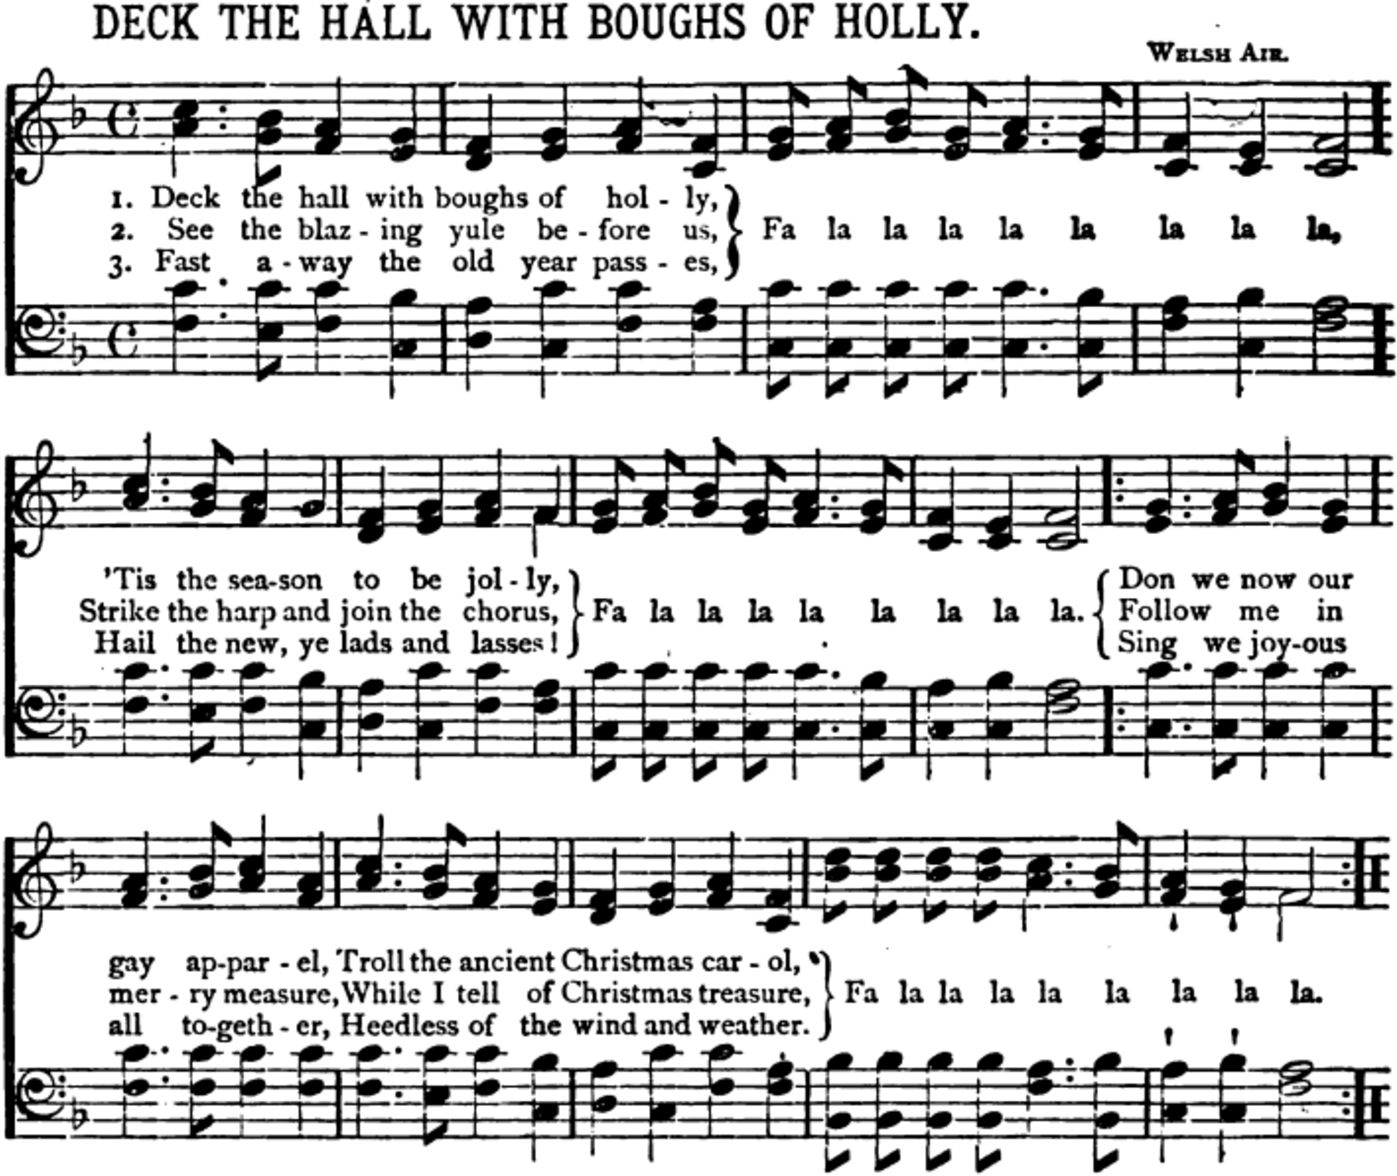 DECK THE HALL WITH BOUGHS OF HOLLY.
WELSH AIR.
1. Deck the hall with boughs of hol - ly,
2. See the blaz - ing yule be - fore us,
3. Fast a - way the old year pass - es,
Fa la la la la la la la la,
'Tis the sea-son to be jol - ly,
Strike the harp and join the chorus,
Hail the new, ye lads and lasses!
Fa la la la la la la la la.
Don we now our
Follow me in
Sing we joy-ous
gay ap-par - el, Troll the ancient Christmas car - ol,
mer - ry measure, While I tell of Christmas treasure,
all to-geth - er, Heedless of the wind and weather.
Fa la la la la la la la la.